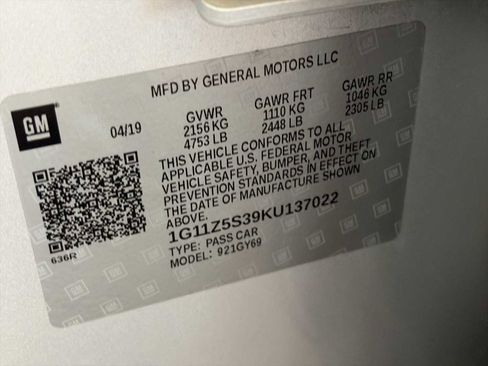 MFD BY GENERAL MOTORS LLC
GM
04/19
GVWR
2156 KG
4753 LB
GAWR FRT
1110 KG
2448 LB
GAWR RR
1046 KG
2305 LB
THIS VEHICLE CONFORMS TO ALL
APPLICABLE U.S. FEDERAL MOTOR
VEHICLE SAFETY, BUMPER, AND THEFT
PREVENTION STANDARDS IN EFFECT ON
THE DATE OF MANUFACTURE SHOWN
ABOVE.
1G11Z5S39KU137022
TYPE: PASS CAR
MODEL: 921GY69
636R